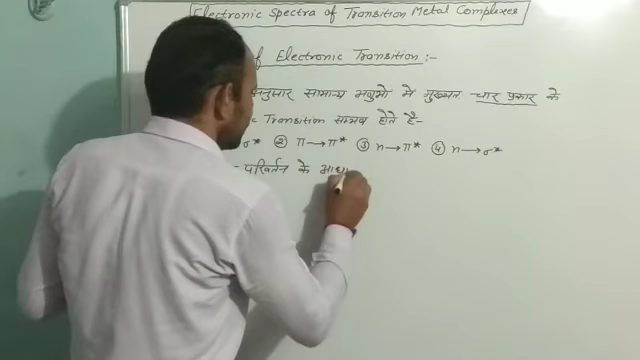 Electronic Spectra of Transition Metal Complexes
of Electronic Transition :-
अनुसार सामान्य अणुओ मे मुख्यतः चार प्रकार के
Transition सम्भव होते है-
σ* ② π→π* ③ n→π* ④ n→σ*
- परिवर्तन के आधा